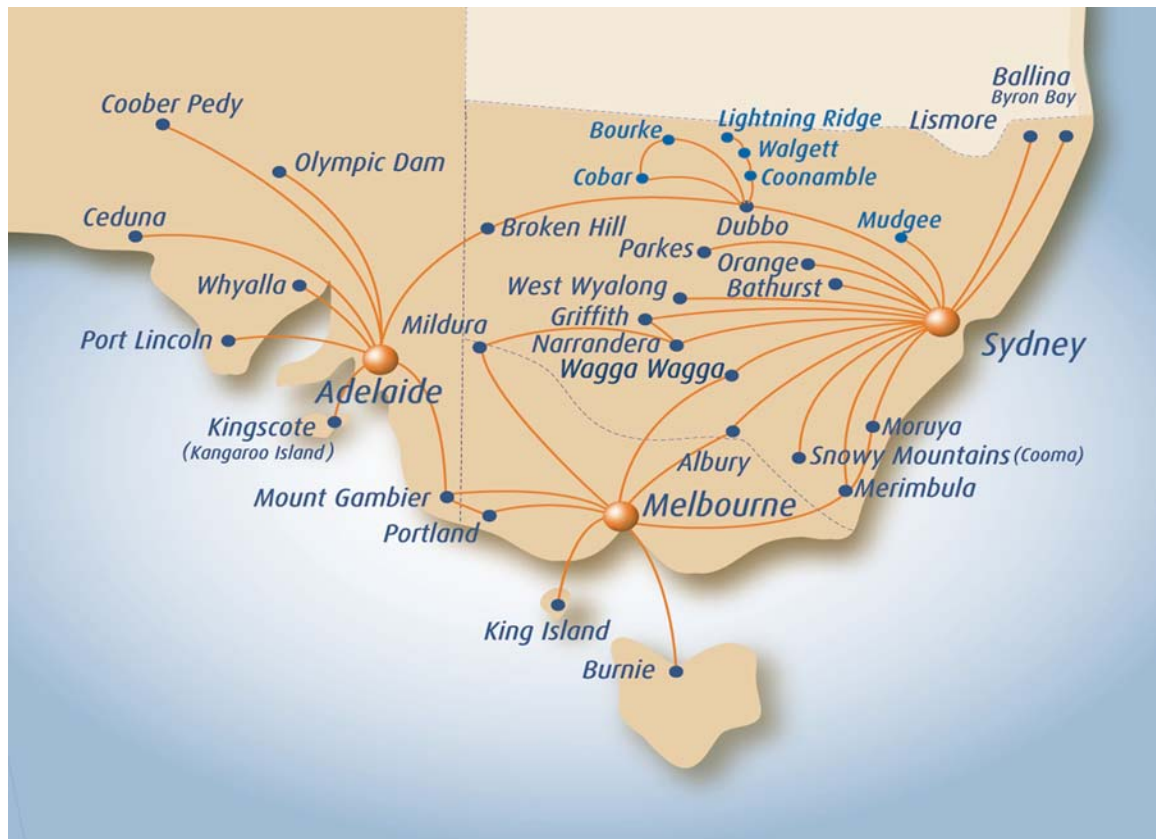 Ballina
Byron Bay
Coober Pedy
Lightning Ridge
Lismore
Bourke
Walgett
Olympic Dam
Cobar
Coonamble
Ceduna
Broken Hill
Dubbo
Mudgee
Parkes
Orange
Whyalla
West Wyalong
Bathurst
Griffith
Mildura
Port Lincoln
Narrandera
Sydney
Wagga Wagga
Adelaide
Kingscote
(Kangaroo Island)
Moruya
Albury
Snowy Mountains (Cooma)
Mount Gambier
Merimbula
Melbourne
Portland
King Island
Burnie